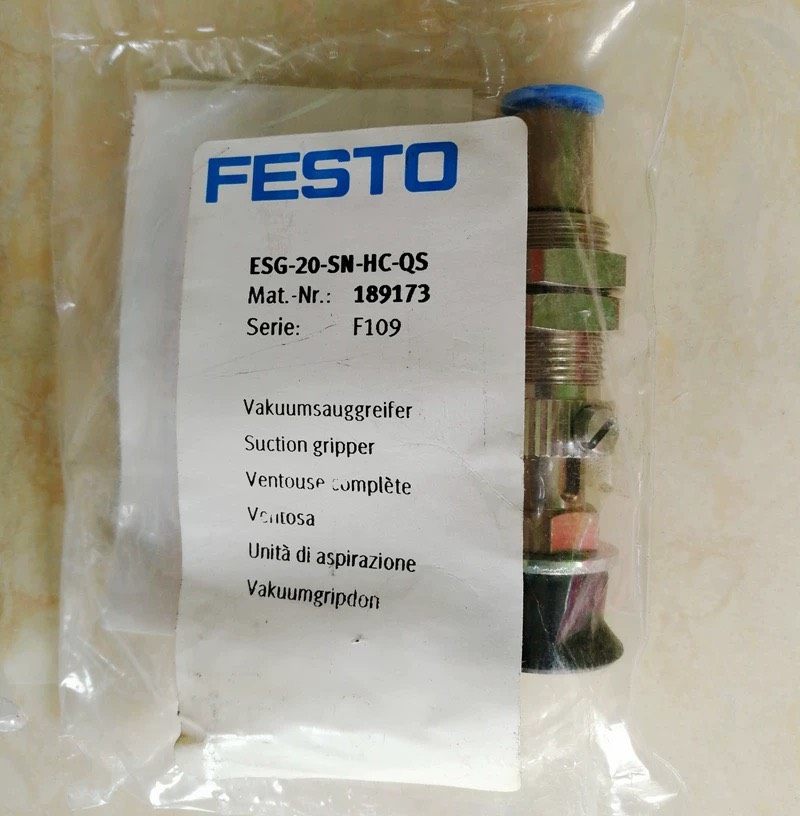 FESTO
ESG-20-SN-HC-QS
Mat.-Nr.: 189173
Serie: F109
Vakuumsauggreifer
Suction gripper
Ventouse complète
Ventosa
Unità di aspirazione
Vakuumgripdon